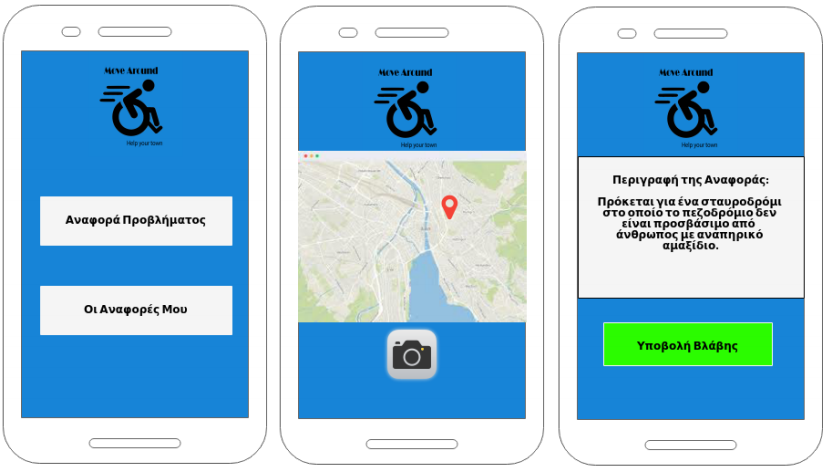 Move Around
Help your town
Αναφορά Προβλήματος
Οι Αναφορές Μου
Move Around
Help your town
Move Around
Help your town
Περιγραφή της Αναφοράς:
Πρόκεται για ένα σταυροδρόμι
στο οποίο το πεζοδρόμιο δεν
είναι προσβάσιμο από
άνθρωπος με αναπηρικό
αμαξίδιο.
Υποβολή Βλάβης